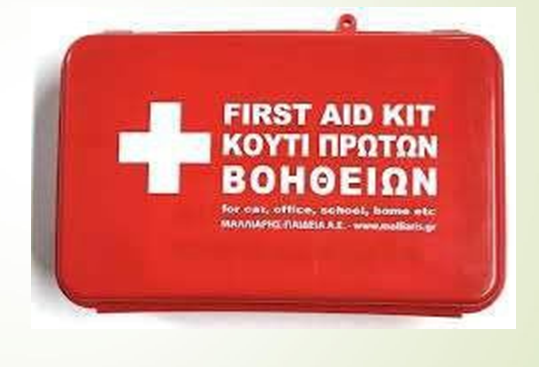 FIRST AID KIT
ΚΟΥΤΙ ΠΡΩΤΩΝ
ΒΟΗΘΕΙΩΝ
for car, office, school, home etc
ΜΑΛΛΙΑΡΗΣ-ΠΑΙΔΕΙΑ Α.Ε. - www.malliaris.gr